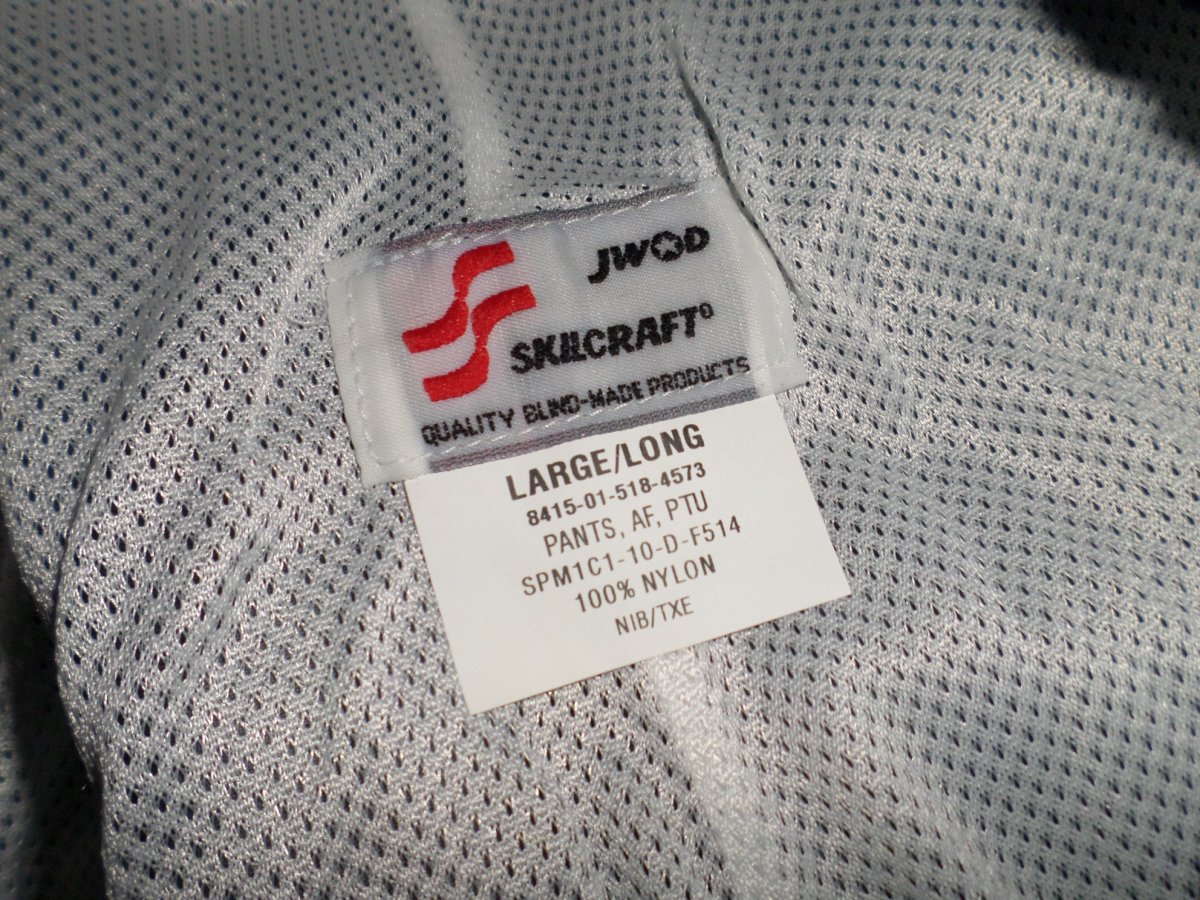 JWOD
SKILCRAFT®
QUALITY BLIND-MADE PRODUCTS
LARGE/LONG
8415-01-518-4573
PANTS, AF, PTU
SPM1C1-10-D-F514
100% NYLON
NIB/TXE